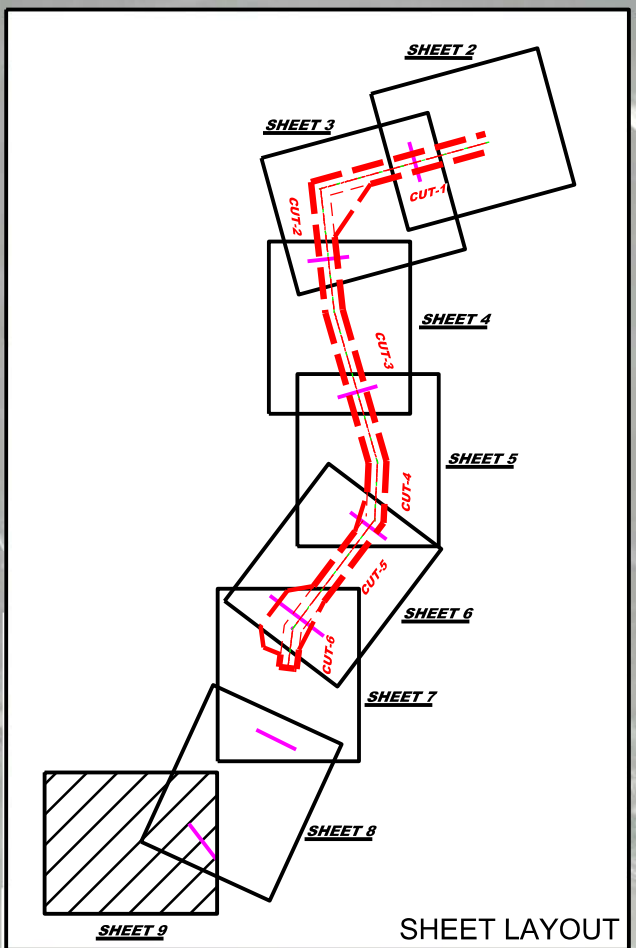 SHEET 2
SHEET 3
CUT-1
CUT-2
SHEET 4
CUT-3
SHEET 5
CUT-4
CUT-5
SHEET 6
CUT-6
SHEET 7
SHEET 8
SHEET 9
SHEET LAYOUT